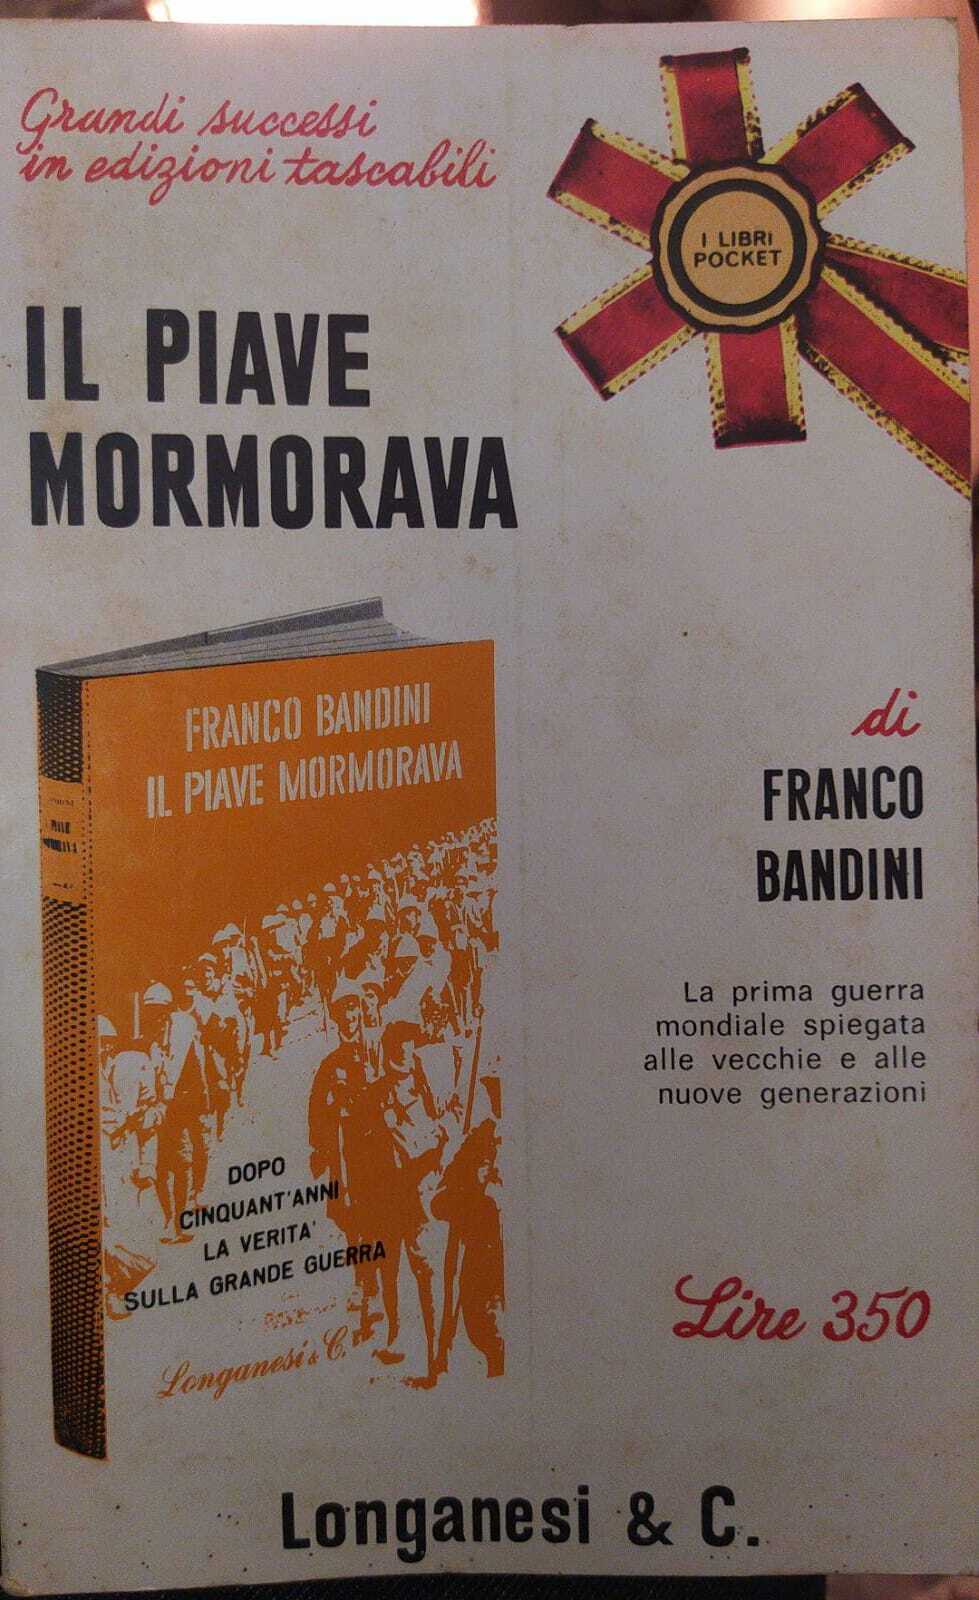 Grandi successi
in edizioni tascabili
I LIBRI
POCKET
IL PIAVE
MORMORAVA
FRANCO BANDINI
IL PIAVE MORMORAVA
PIAVE
MORMORAVA
DOPO
CINQUANT'ANNI
LA VERITA'
SULLA GRANDE GUERRA
Longanesi & C.
di
FRANCO
BANDINI
La prima guerra
mondiale spiegata
alle vecchie e alle
nuove generazioni
Lire 350
Longanesi & C.